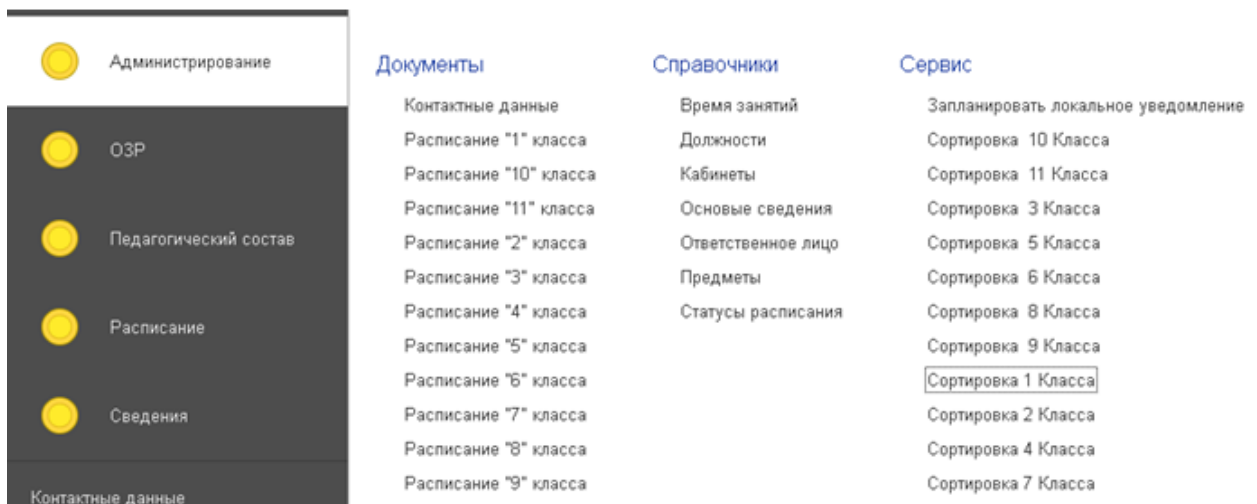 Администрирование
ОЗР
Педагогический состав
Расписание
Сведения
Контактные данные
Документы
Контактные данные
Расписание "1" класса
Расписание "10" класса
Расписание "11" класса
Расписание "2" класса
Расписание "3" класса
Расписание "4" класса
Расписание "5" класса
Расписание "6" класса
Расписание "7" класса
Расписание "8" класса
Расписание "9" класса
Справочники
Время занятий
Должности
Кабинеты
Основые сведения
Ответственное лицо
Предметы
Статусы расписания
Сервис
Запланировать локальное уведомление
Сортировка  10 Класса
Сортировка  11 Класса
Сортировка  3 Класса
Сортировка  5 Класса
Сортировка  6 Класса
Сортировка  8 Класса
Сортировка  9 Класса
Сортировка 1 Класса
Сортировка 2 Класса
Сортировка 4 Класса
Сортировка 7 Класса